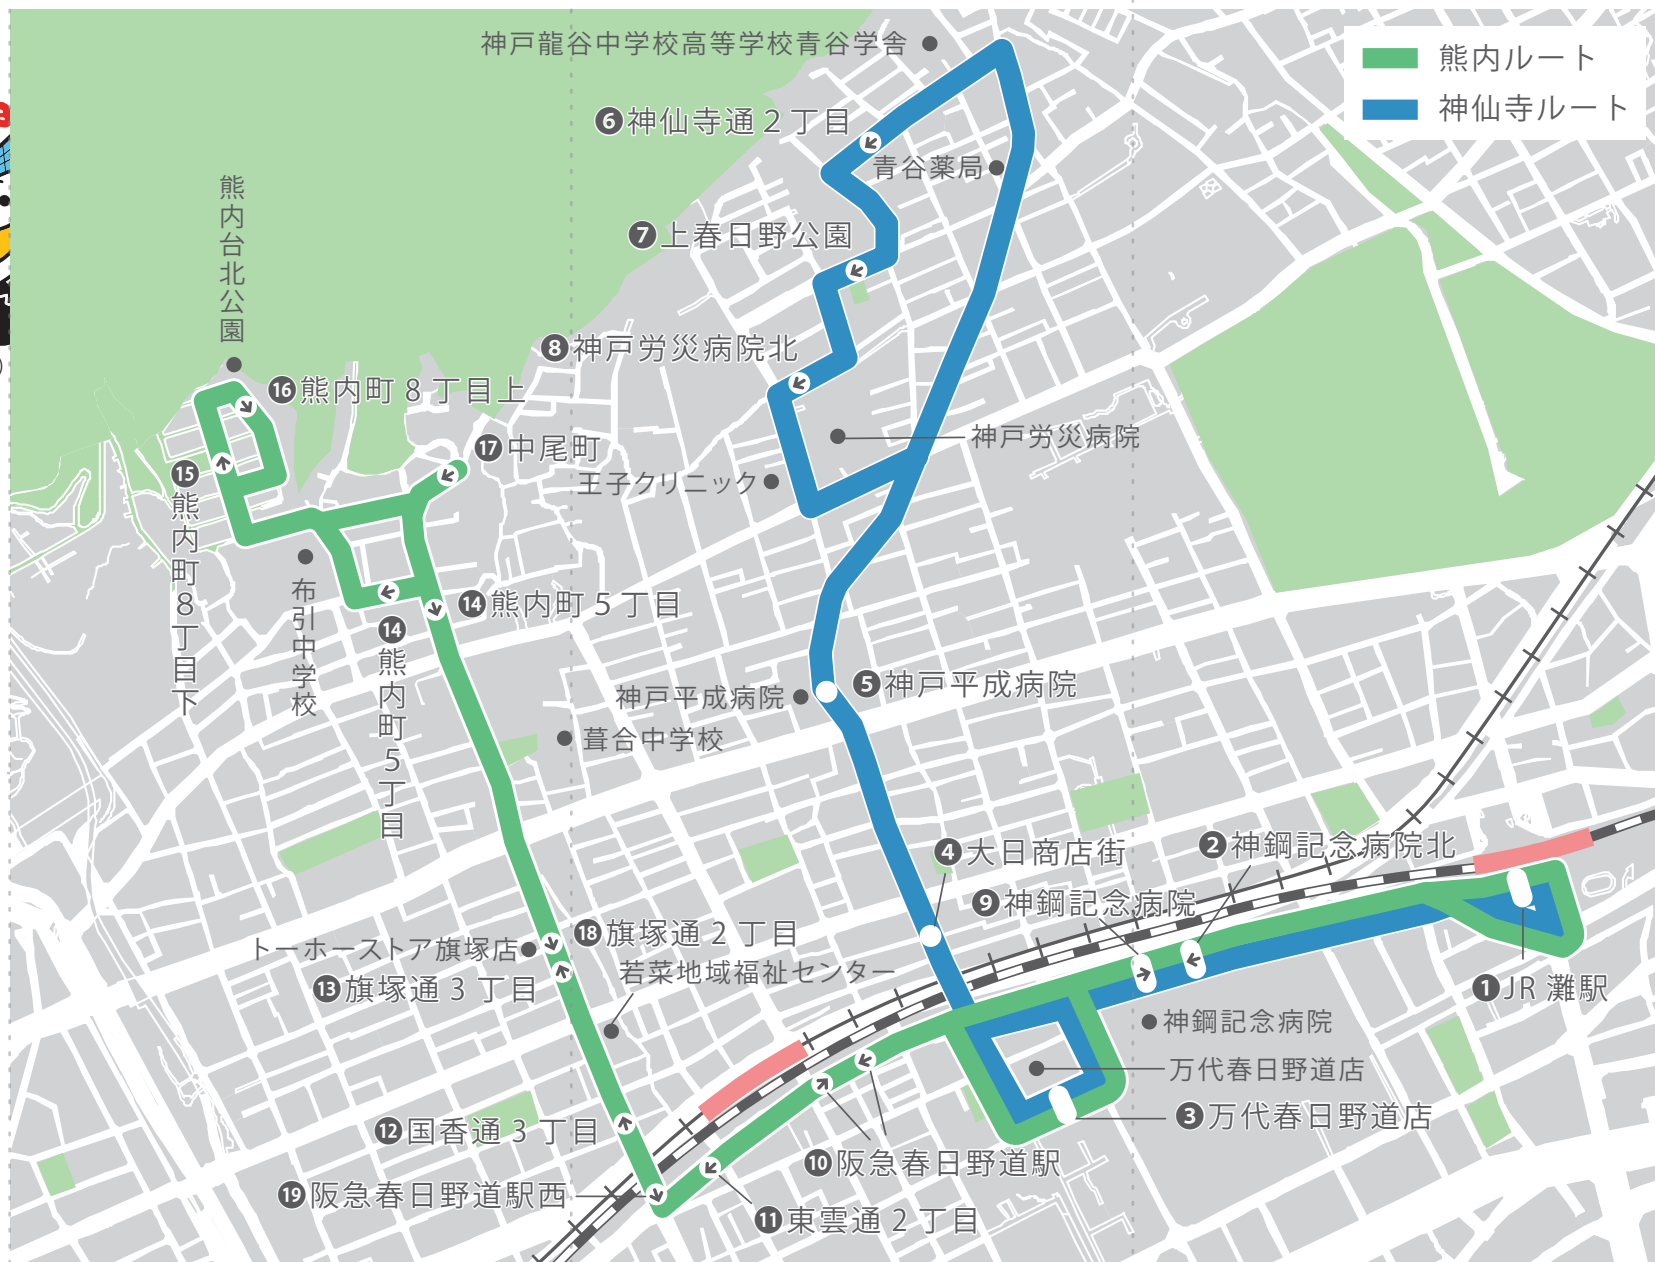 神戸龍谷中学校高等学校青谷学舎
熊内ルート
神仙寺ルート
❻神仙寺通２丁目
青谷薬局
熊内台北公園
❼上春日野公園
❽神戸労災病院北
⓰熊内町８丁目上
神戸労災病院
⓱中尾町
王子クリニック
⓯熊内町８丁目下
布引中学校
⓮熊内町５丁目
⓮熊内町５丁目
❺神戸平成病院
神戸平成病院
葺合中学校
❹大日商店街
❷神鋼記念病院北
❾神鋼記念病院
⓲旗塚通２丁目
トーホーストア旗塚店
若菜地域福祉センター
⓭旗塚通３丁目
❶JR灘駅
神鋼記念病院
万代春日野道店
❸万代春日野道店
⓬国香通３丁目
❿阪急春日野道駅
⓳阪急春日野道駅西
⓫東雲通２丁目